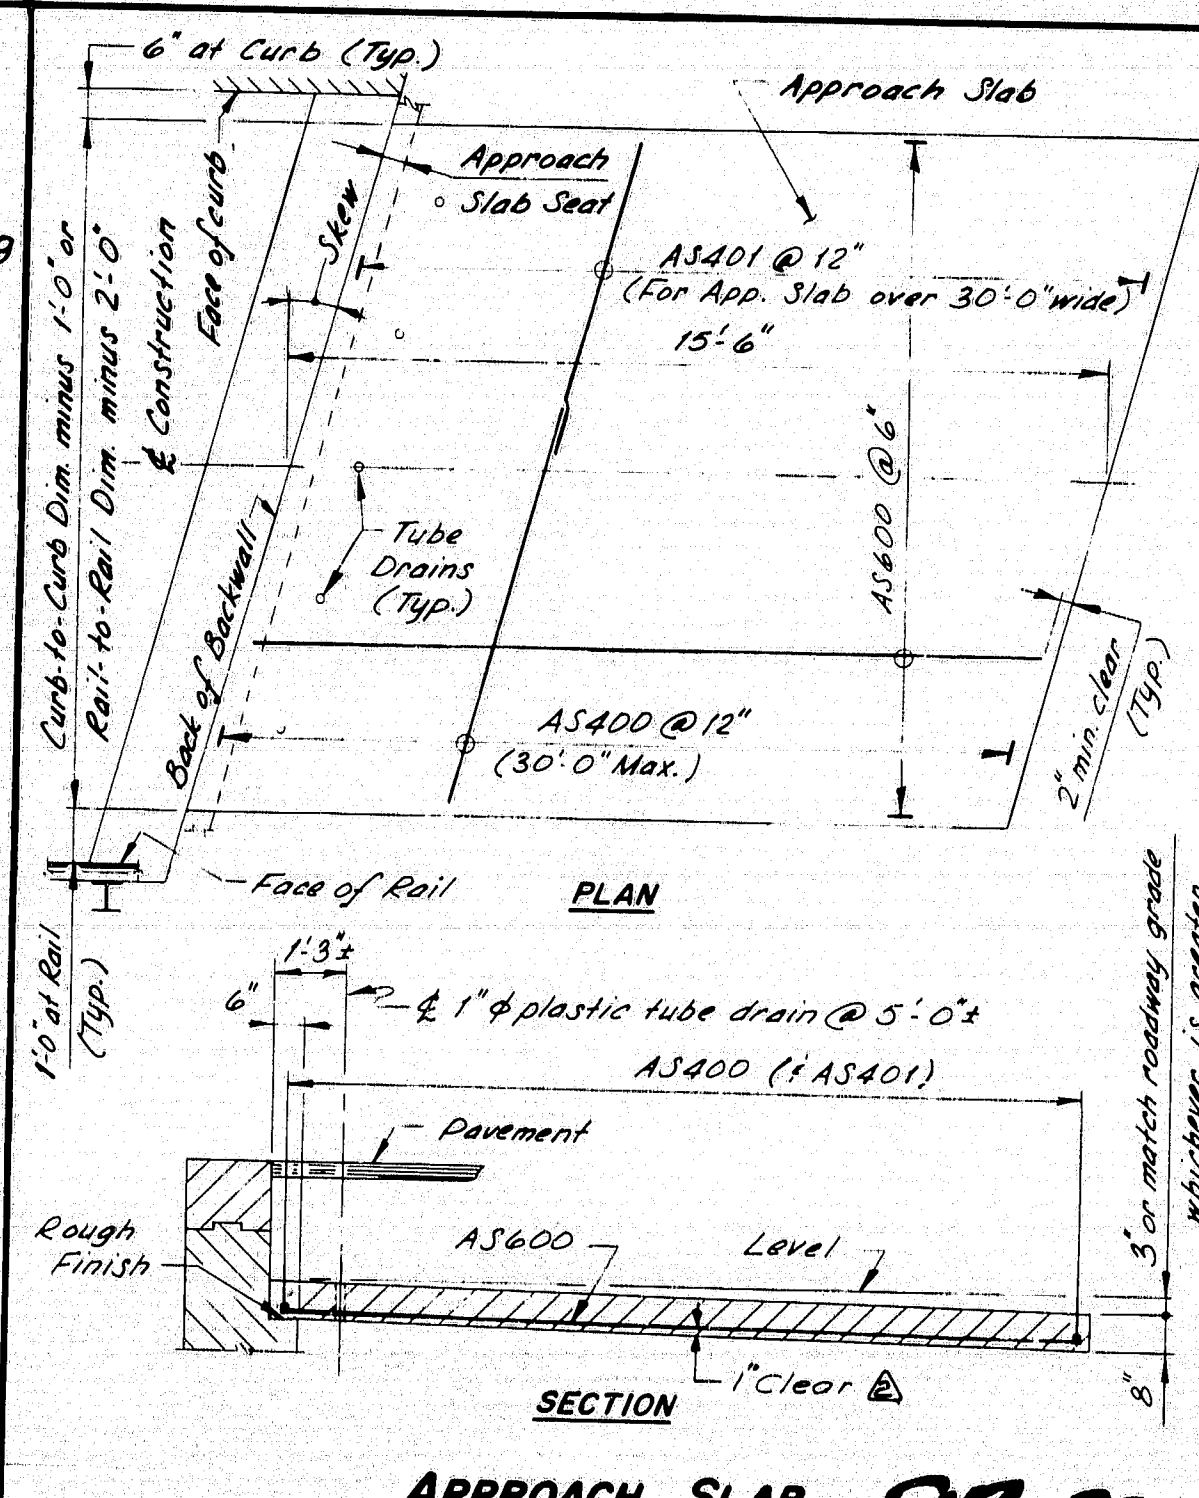 6" at Curb (Typ.)
Approach Slab
Approach
Slab Seat
Skew
Face of curb
℄ Construction
Curb-to-Curb Dim. minus 1'-0" or
Rail-to-Rail Dim. minus 2'-0"
AS401 @ 12"
(For App. Slab over 30'-0" wide)
15'-6"
AS600 @ 6"
Tube
Drains
(Typ.)
Back of Backwall
AS400 @ 12"
(30'-0" Max.)
2" min. clear
(Typ.)
Face of Rail
PLAN
1'-0" at Rail
(Typ.)
1'-3"±
6"
℄ 1" φ plastic tube drain @ 5'-0"±
AS400 (& AS401)
Pavement
Rough
Finish
AS600
Level
3" or match roadway grade
whichever is greater
8"
1" Clear 2
SECTION
APPROACH SLAB